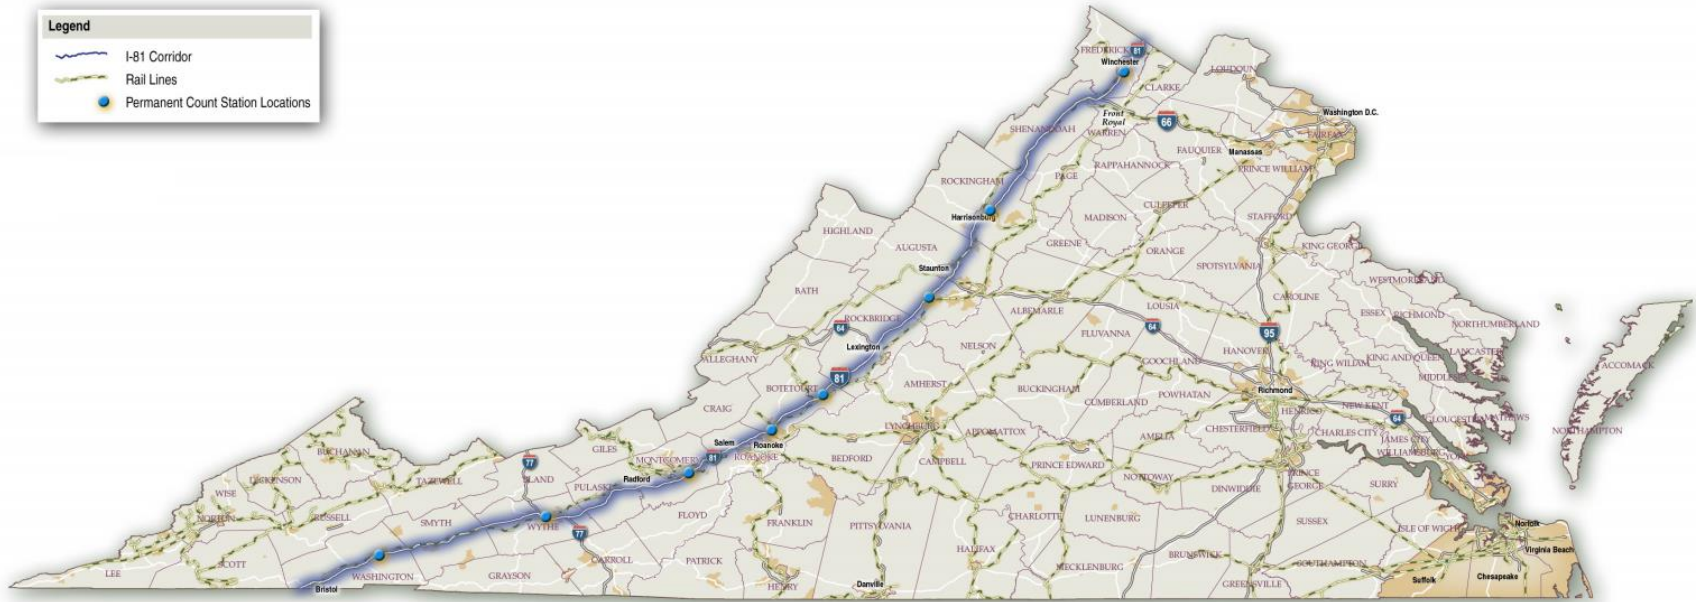 Legend
I-81 Corridor
Rail Lines
Permanent Count Station Locations
FREDERICK
81
Winchester
LOUDOUN
CLARKE
Front
Royal
66
Washington D.C.
SHENANDOAH
WARREN
FAIRFAX
FAUQUIER
Manassas
RAPPAHANNOCK
PRINCE WILLIAM
ROCKINGHAM
PAGE
CULPEPER
Harrisonburg
MADISON
STAFFORD
HIGHLAND
AUGUSTA
GREENE
ORANGE
KING GEORGE
Staunton
SPOTSYLVANIA
WESTMORELAND
BATH
ALBEMARLE
LOUSIA
CAROLINE
ESSEX
RICHMOND
NORTHUMBERLAND
ROCKBRIDGE
64
64
95
FLUVANNA
Lexington
NELSON
HANOVER
GOOCHLAND
KING WILIAM
KING AND QUEEN
LANCASTER
ALLEGHANY
ACCOMACK
81
BOTETOURT
AMHERST
BUCKINGHAM
POWHATAN
Richmond
MIDDLESEX
CRAIG
CUMBERLAND
HENRICO
NEW KENT
64
GLOUCESTER
MATHEWS
LYNCHBURG
APPOMATTOX
CHESTERFIELD
CHARLES CITY
NORTHAMPTON
AMELIA
JAMES CITY
Salem
Roanoke
81
GILES
BUCHANAN
MONTGOMERY
ROANOKE
BEDFORD
CAMPBELL
PRINCE EDWARD
WILLIAMSBURG
YORK
77
BLAND
Radford
NOTTOWAY
PRINCE
GEORGE
DICKENSON
TAZEWELL
PULASKI
DINWIDDIE
SURRY
WISE
NORTON
RUSSELL
SMYTH
WYTHE
FLOYD
FRANKLIN
PITTSYLVANIA
CHARLOTTE
LUNENBURG
SUSSEX
ISLE OF WIGHT
Norfolk
77
HALIFAX
Virginia Beach
SCOTT
CARROLL
PATRICK
BRUNSWICK
SOUTHAMPTON
LEE
WASHINGTON
GRAYSON
MECKLENBURG
Suffolk
Chesapeake
Bristol
HENRY
Danville
GREENSVILLE